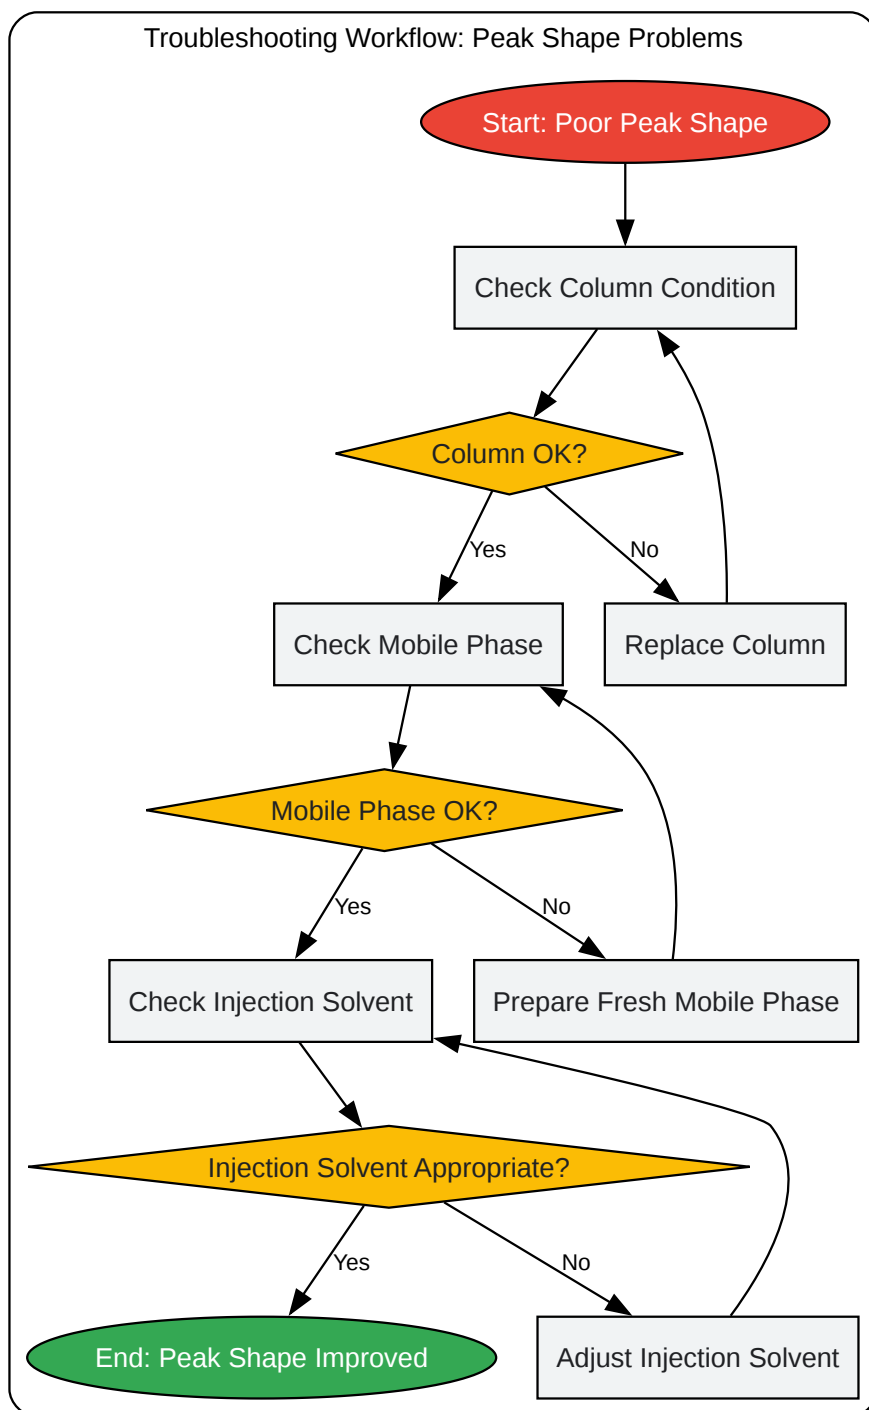 Troubleshooting Workflow: Peak Shape Problems
Start: Poor Peak Shape
Check Column Condition
Column OK?
Yes
No
Check Mobile Phase
Replace Column
Mobile Phase OK?
Yes
No
Check Injection Solvent
Prepare Fresh Mobile Phase
Injection Solvent Appropriate?
Yes
No
End: Peak Shape Improved
Adjust Injection Solvent